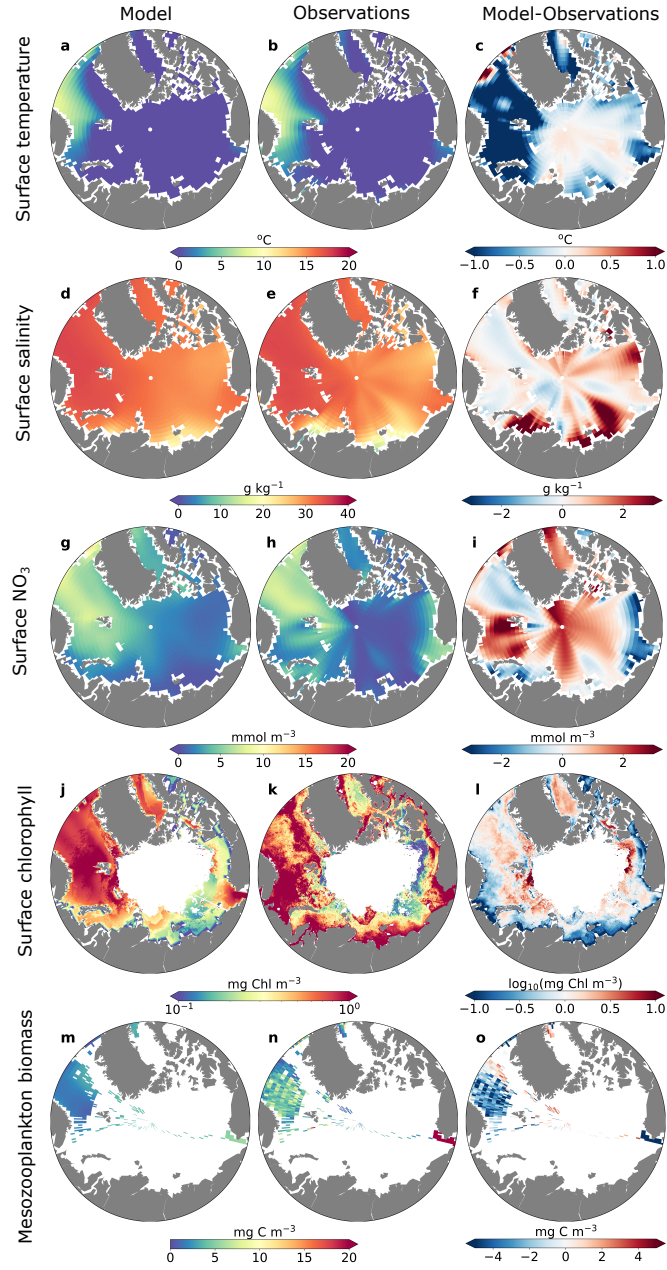 Model Observations Model-Observations
Surface temperature
a b c
°C °C
0 5 10 15 20 −1.0 −0.5 0.0 0.5 1.0
Surface salinity
d e f
g kg⁻¹ g kg⁻¹
0 10 20 30 40 −2 0 2
Surface NO₃
g h i
mmol m⁻³ mmol m⁻³
0 5 10 15 20 −2 0 2
Surface chlorophyll
j k l
mg Chl m⁻³ log₁₀(mg Chl m⁻³)
10⁻¹ 10⁰ −1.0 −0.5 0.0 0.5 1.0
Mesozooplankton biomass
m n o
mg C m⁻³ mg C m⁻³
0 5 10 15 20 −4 −2 0 2 4